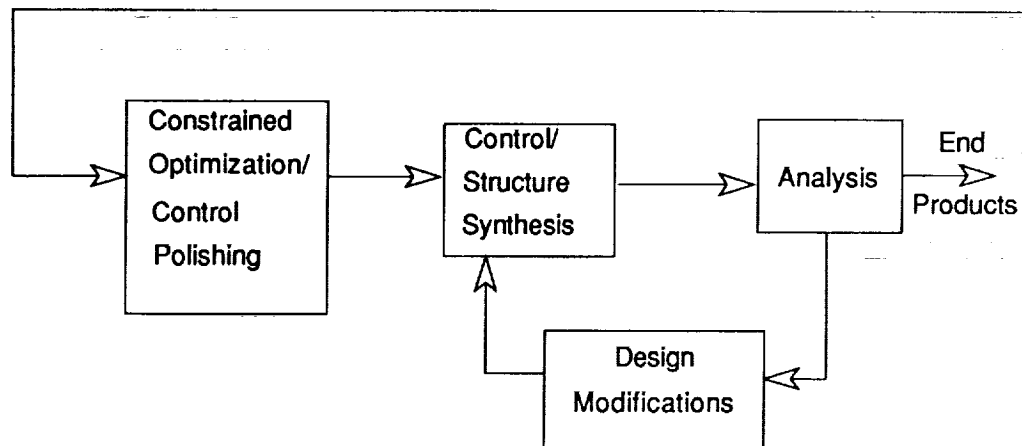 Constrained
Optimization/
Control
Polishing
Control/
Structure
Synthesis
Analysis
End
Products
Design
Modifications